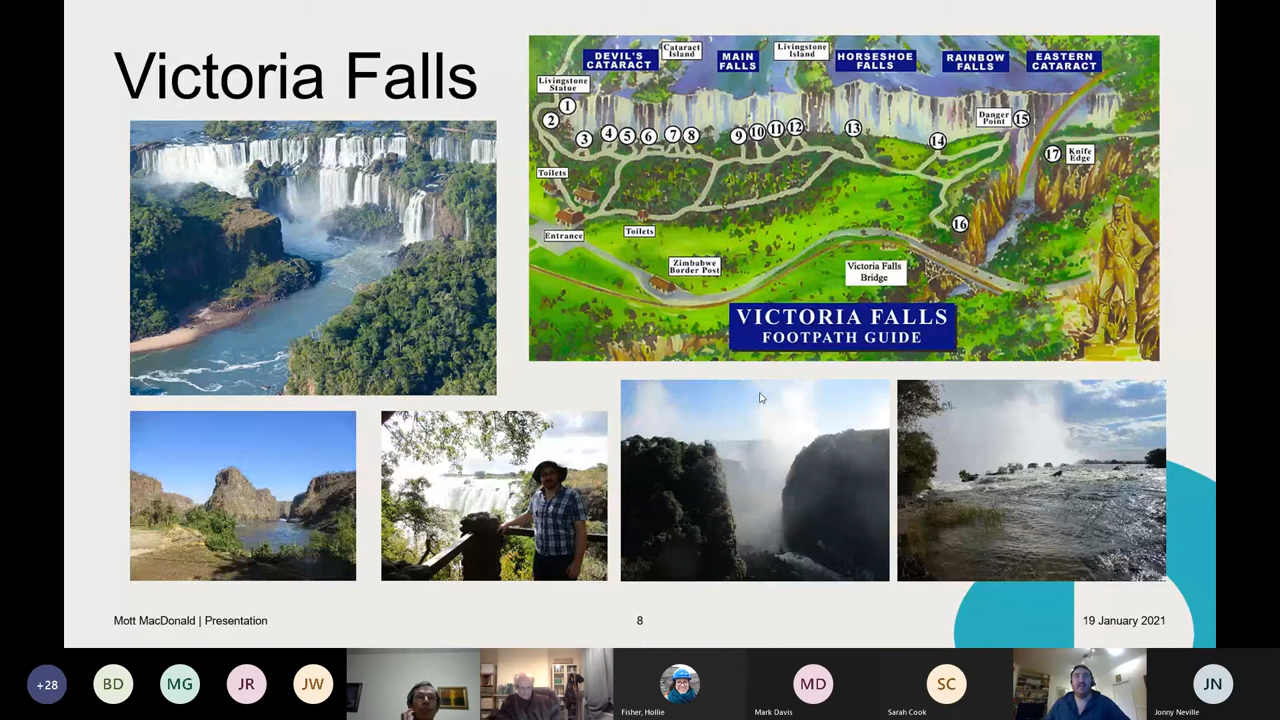 Victoria Falls
DEVIL'S
CATARACT
Cataract
Island
MAIN
FALLS
Livingstone
Island
HORSESHOE
FALLS
RAINBOW
FALLS
EASTERN
CATARACT
Livingstone
Statue
1
2
3
4
5
6
7
8
9
10
11
12
13
14
Danger
Point
15
17
Knife
Edge
16
Toilets
Entrance
Toilets
Zimbabwe
Border Post
Victoria Falls
Bridge
VICTORIA FALLS
FOOTPATH GUIDE
Mott MacDonald | Presentation
8
19 January 2021
+28
BD
MG
JR
JW
Fisher, Hollie
MD
Mark Davis
SC
Sarah Cook
JN
Jonny Neville